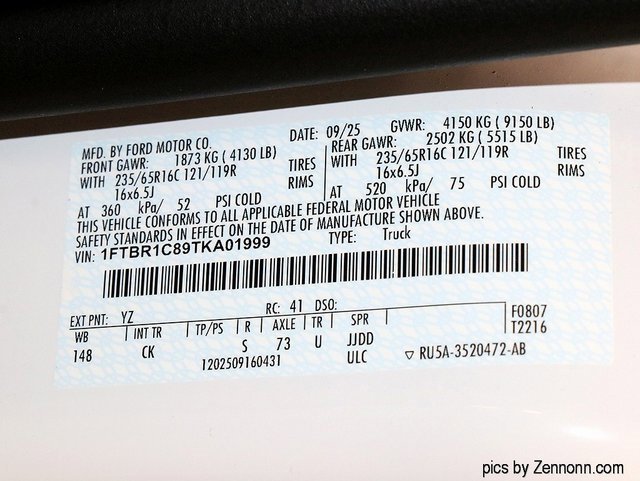 MFD. BY FORD MOTOR CO. DATE: 09/25 GVWR: 4150 KG ( 9150 LB)
FRONT GAWR: 1873 KG ( 4130 LB) REAR GAWR: 2502 KG ( 5515 LB)
WITH 235/65R16C 121/119R TIRES WITH 235/65R16C 121/119R TIRES
16x6.5J RIMS 16x6.5J RIMS
AT 360 kPa/ 52 PSI COLD AT 520 kPa/ 75 PSI COLD
THIS VEHICLE CONFORMS TO ALL APPLICABLE FEDERAL MOTOR VEHICLE
SAFETY STANDARDS IN EFFECT ON THE DATE OF MANUFACTURE SHOWN ABOVE.
VIN: 1FTBR1C89TKA01999 TYPE: Truck
EXT PNT: YZ RC: 41 DSO: F0807
WB INT TR TP/PS R AXLE TR SPR T2216
148 CK S 73 U JJDD
1202509160431 ULC ▽ RU5A-3520472-AB
pics by Zennonn.com